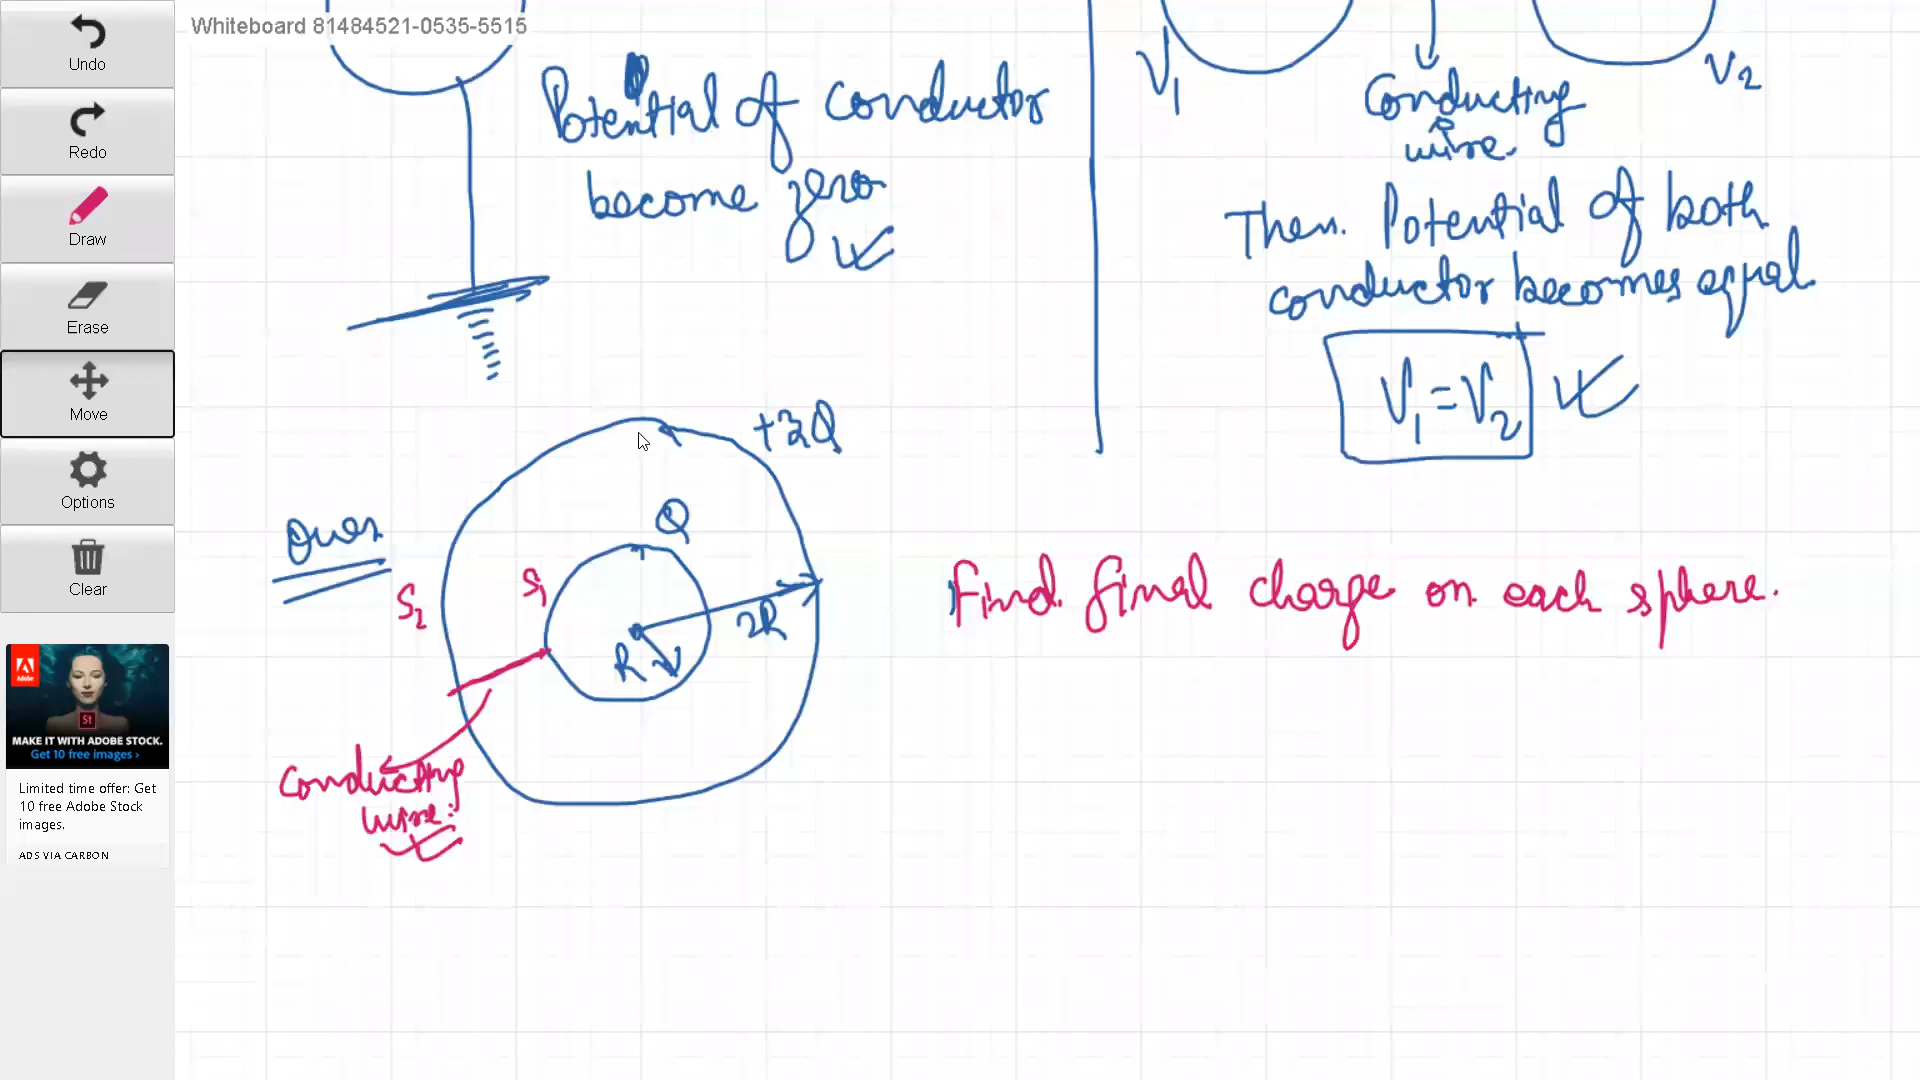 Undo
Redo
Draw
Erase
Move
Options
Clear
MAKE IT WITH ADOBE STOCK.
Get 10 free images ›
Limited time offer: Get
10 free Adobe Stock
images.
ADS VIA CARBON
Adobe
St
Whiteboard 81484521-0535-5515
Potential of conductor
become zero
V1
V2
Conducting
wire.
Then. Potential of both
conductor becomes equal.
V1 = V2
Ques
S2
S1
Q
R
2R
Conducting
wire.
Find final charge on each sphere.